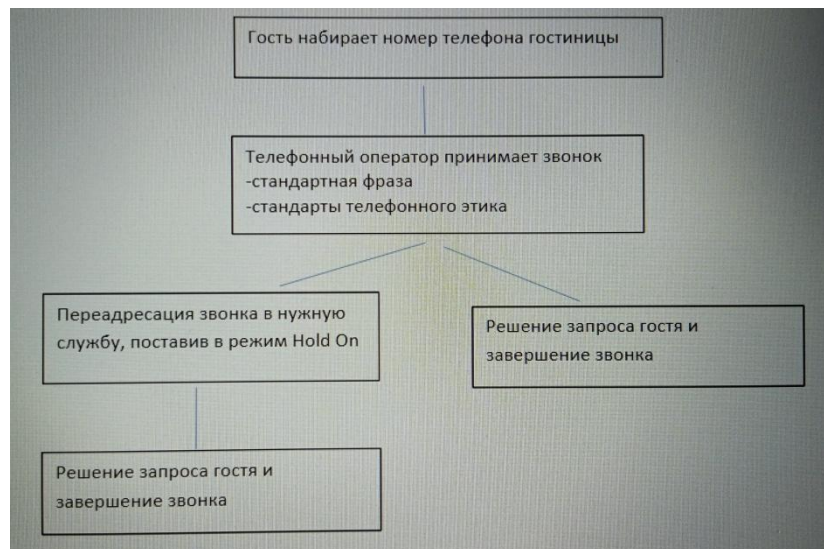 Гость набирает номер телефона гостиницы
Телефонный оператор принимает звонок
-стандартная фраза
-стандарты телефонного этика
Переадресация звонка в нужную
службу, поставив в режим Hold On
Решение запроса гостя и
завершение звонка
Решение запроса гостя и
завершение звонка